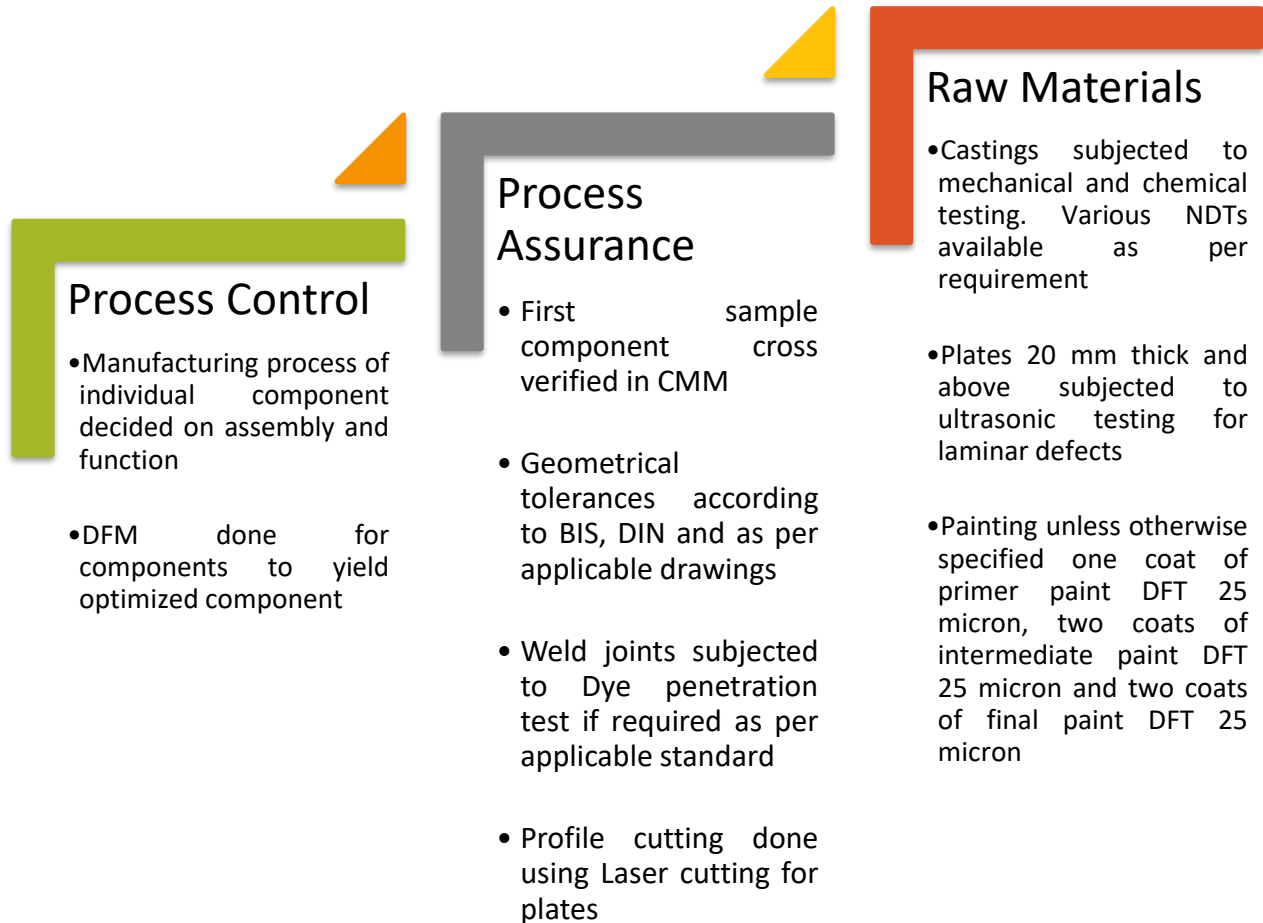 Process Control
•Manufacturing process of
individual component
decided on assembly and
function
•DFM done for
components to yield
optimized component
Process
Assurance
• First sample
component cross
verified in CMM
• Geometrical
tolerances according
to BIS, DIN and as per
applicable drawings
• Weld joints subjected
to Dye penetration
test if required as per
applicable standard
• Profile cutting done
using Laser cutting for
plates
Raw Materials
•Castings subjected to
mechanical and chemical
testing. Various NDTs
available as per
requirement
•Plates 20 mm thick and
above subjected to
ultrasonic testing for
laminar defects
•Painting unless otherwise
specified one coat of
primer paint DFT 25
micron, two coats of
intermediate paint DFT
25 micron and two coats
of final paint DFT 25
micron